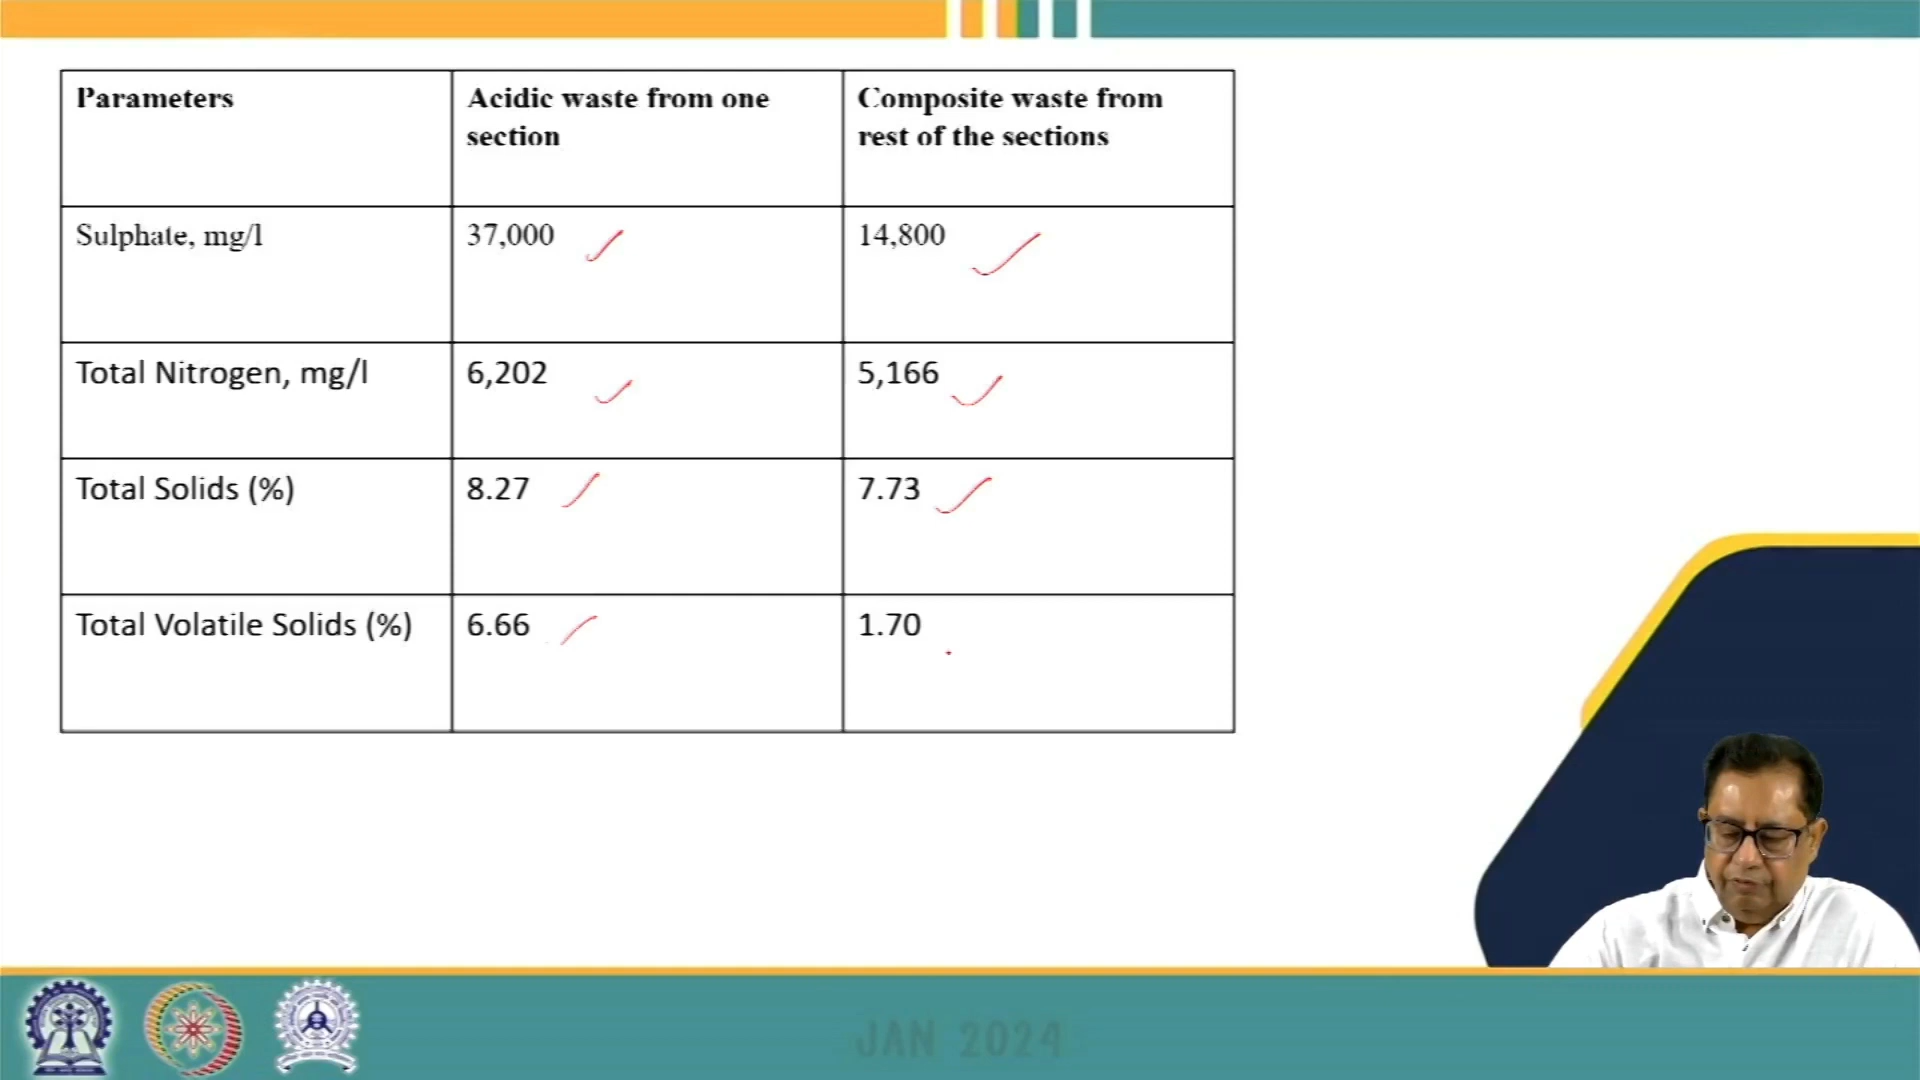 Parameters
Acidic waste from one
section
Composite waste from
rest of the sections
Sulphate, mg/l
37,000
14,800
Total Nitrogen, mg/l
6,202
5,166
Total Solids (%)
8.27
7.73
Total Volatile Solids (%)
6.66
1.70
JAN 2024